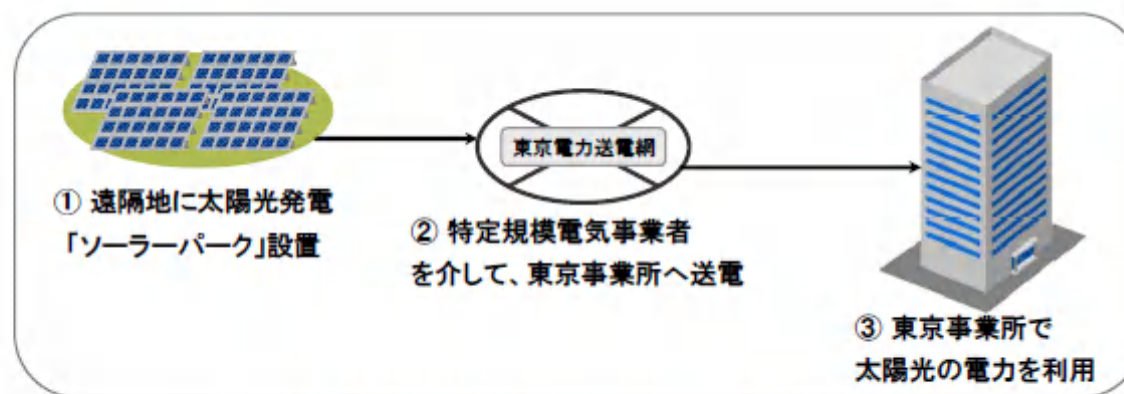 東京電力送電網
① 遠隔地に太陽光発電
「ソーラーパーク」設置
② 特定規模電気事業者
を介して、東京事業所へ送電
③ 東京事業所で
太陽光の電力を利用